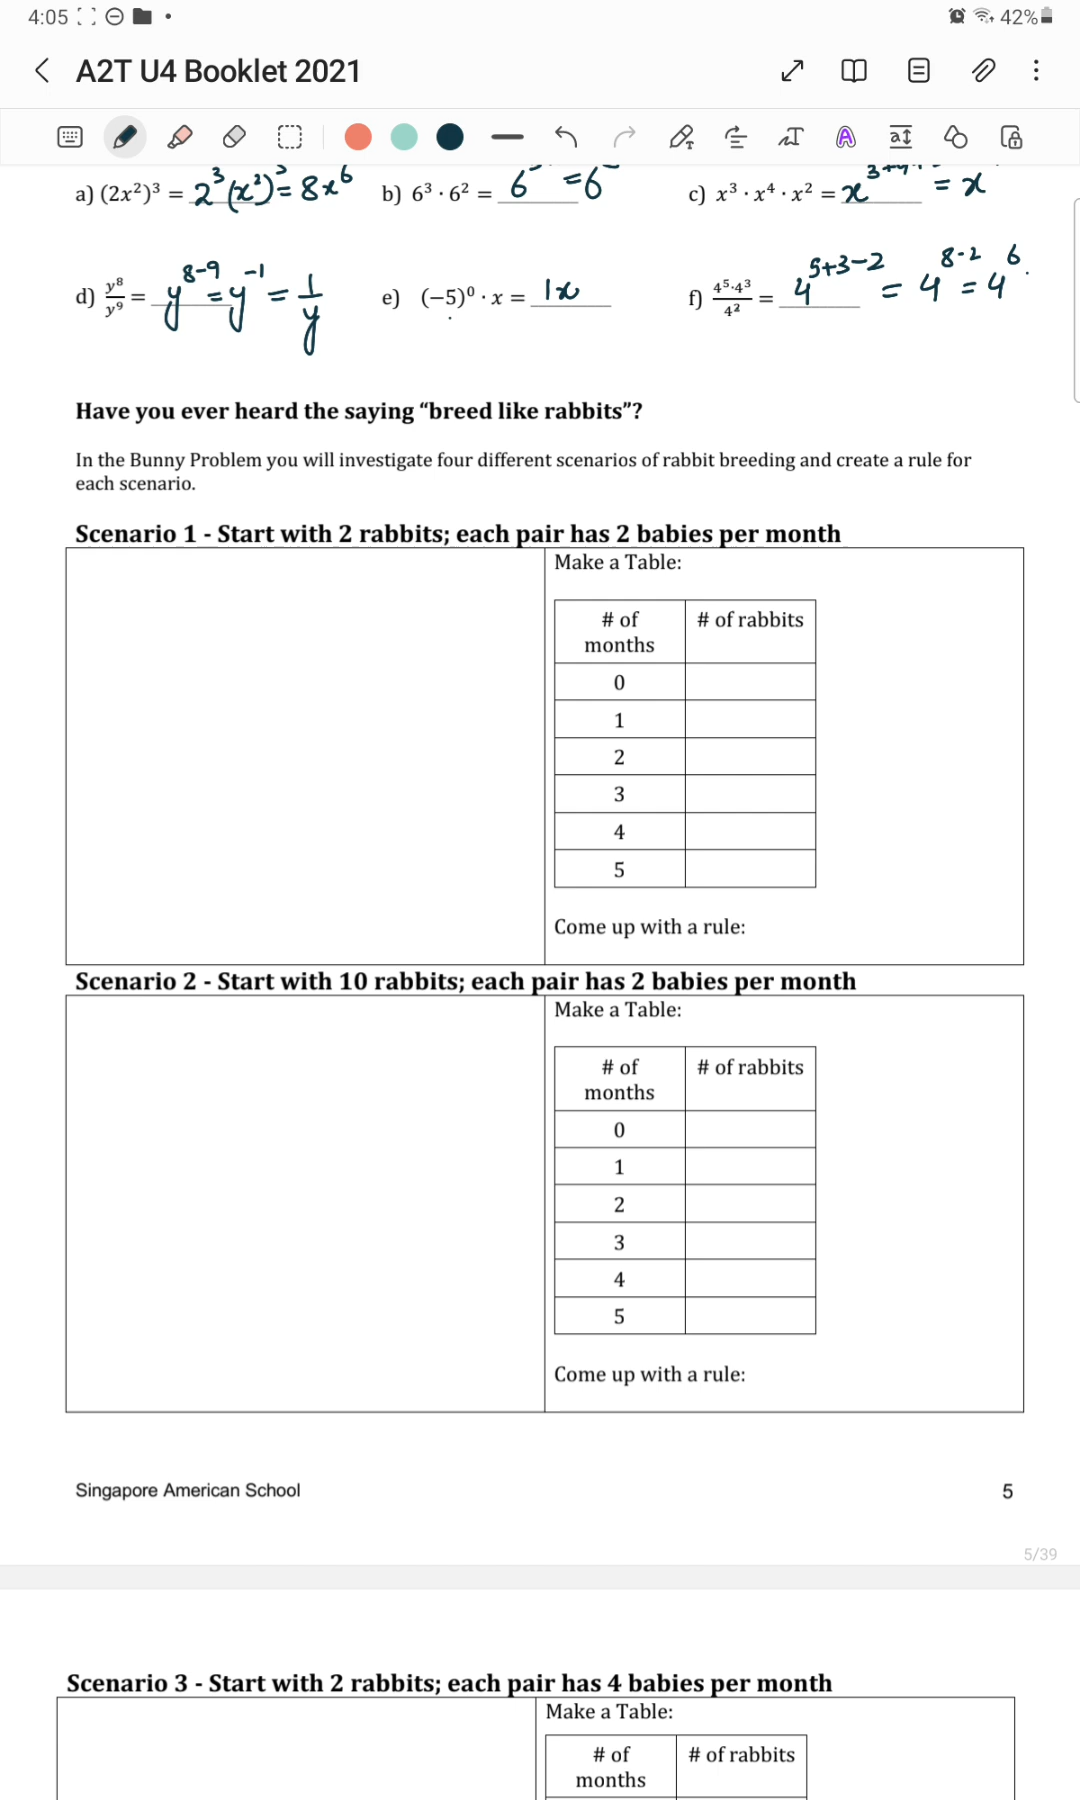 4:05
42%
A2T U4 Booklet 2021
a) (2x²)³ = 2³(x²)³ = 8x⁶ b) 6³ · 6² = 6 = 6 c) x³ · x⁴ · x² = x = x
d) y⁸/y⁹ = y⁸⁻⁹ = y⁻¹ = 1/y e) (−5)⁰ · x = 1x f) 4⁵·4³/4² = 4⁵⁺³⁻² = 4⁸⁻² = 4⁶
Have you ever heard the saying “breed like rabbits”?
In the Bunny Problem you will investigate four different scenarios of rabbit breeding and create a rule for
each scenario.
Scenario 1 - Start with 2 rabbits; each pair has 2 babies per month
Make a Table:
# of months # of rabbits
0
1
2
3
4
5
Come up with a rule:
Scenario 2 - Start with 10 rabbits; each pair has 2 babies per month
Make a Table:
# of months # of rabbits
0
1
2
3
4
5
Come up with a rule:
Singapore American School 5
5/39
Scenario 3 - Start with 2 rabbits; each pair has 4 babies per month
Make a Table:
# of months # of rabbits